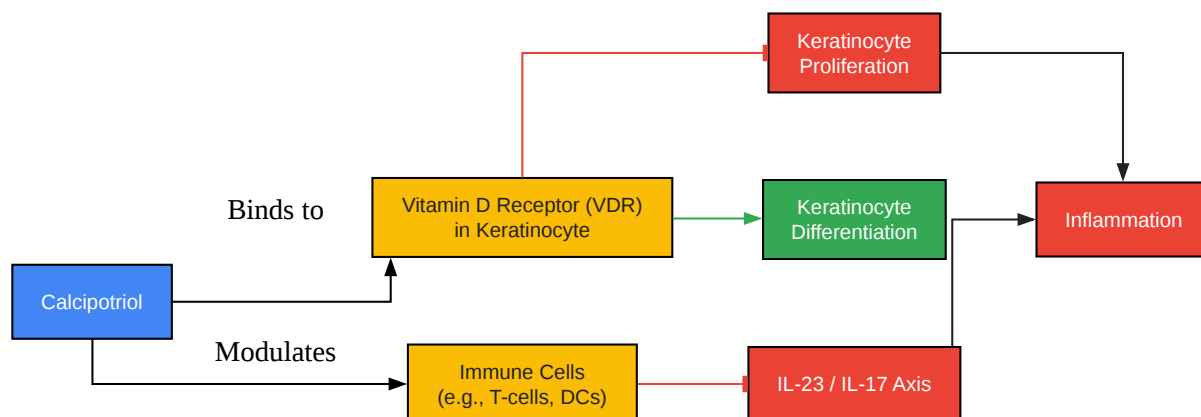 Keratinocyte
Proliferation
Binds to
Vitamin D Receptor (VDR)
in Keratinocyte
Keratinocyte
Differentiation
Inflammation
Calcipotriol
Modulates
Immune Cells
(e.g., T-cells, DCs)
IL-23 / IL-17 Axis